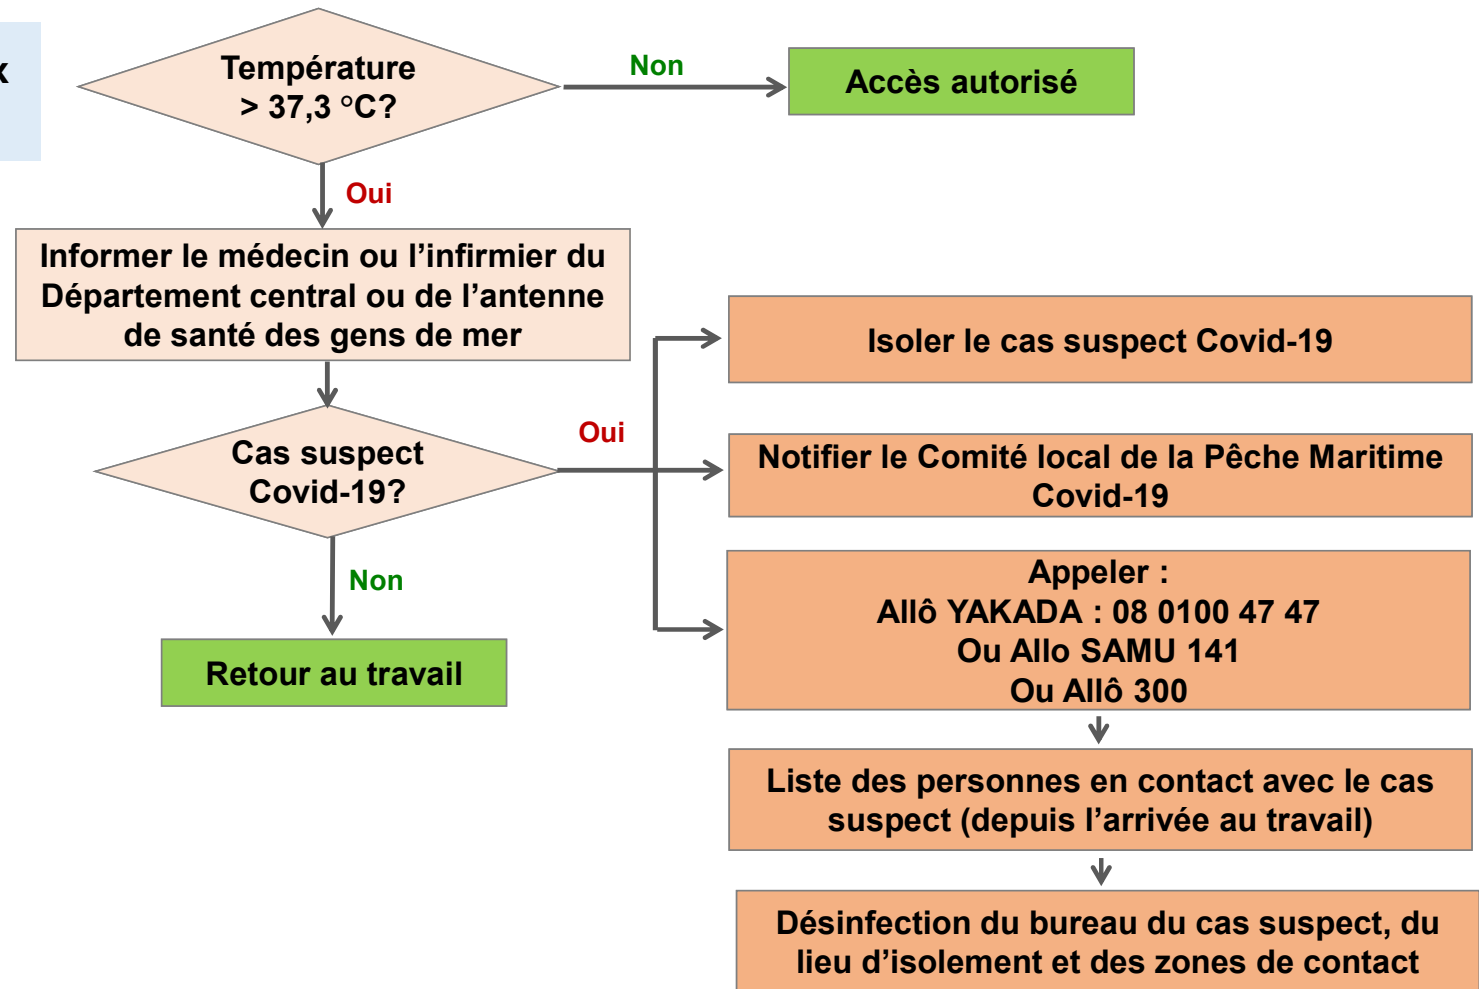 x
Température
> 37,3 °C?
Non
Accès autorisé
Oui
Informer le médecin ou l’infirmier du
Département central ou de l’antenne
de santé des gens de mer
Isoler le cas suspect Covid-19
Cas suspect
Covid-19?
Oui
Notifier le Comité local de la Pêche Maritime
Covid-19
Non
Appeler :
Allô YAKADA : 08 0100 47 47
Ou Allo SAMU 141
Ou Allô 300
Retour au travail
Liste des personnes en contact avec le cas
suspect (depuis l’arrivée au travail)
Désinfection du bureau du cas suspect, du
lieu d’isolement et des zones de contact